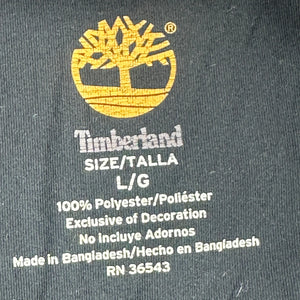 ®
Timberland
SIZE/TALLA
L/G
100% Polyester/Poliéster
Exclusive of Decoration
No Incluye Adornos
Made in Bangladesh/Hecho en Bangladesh
RN 36543